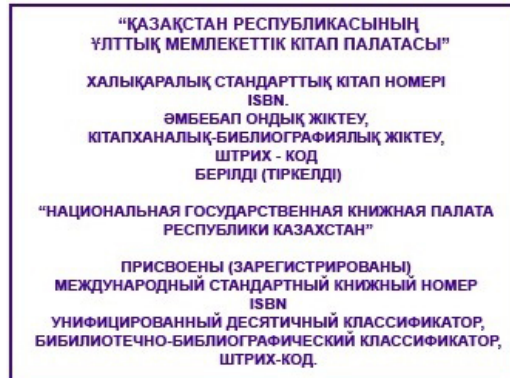 “ҚАЗАҚСТАН РЕСПУБЛИКАСЫНЫҢ
ҰЛТТЫҚ МЕМЛЕКЕТТІК КІТАП ПАЛАТАСЫ”
ХАЛЫҚАРАЛЫҚ СТАНДАРТТЫҚ КІТАП НОМЕРІ
ISBN.
ӘМБЕБАП ОНДЫҚ ЖІКТЕУ,
КІТАПХАНАЛЫҚ-БИБЛИОГРАФИЯЛЫҚ ЖІКТЕУ,
ШТРИХ - КОД
БЕРІЛДІ (ТІРКЕЛДІ)
“НАЦИОНАЛЬНАЯ ГОСУДАРСТВЕННАЯ КНИЖНАЯ ПАЛАТА
РЕСПУБЛИКИ КАЗАХСТАН”
ПРИСВОЕНЫ (ЗАРЕГИСТРИРОВАНЫ)
МЕЖДУНАРОДНЫЙ СТАНДАРТНЫЙ КНИЖНЫЙ НОМЕР
ISBN
УНИФИЦИРОВАННЫЙ ДЕСЯТИЧНЫЙ КЛАССИФИКАТОР,
БИБИЛИОТЕЧНО-БИБЛИОГРАФИЧЕСКИЙ КЛАССИФИКАТОР,
ШТРИХ-КОД.